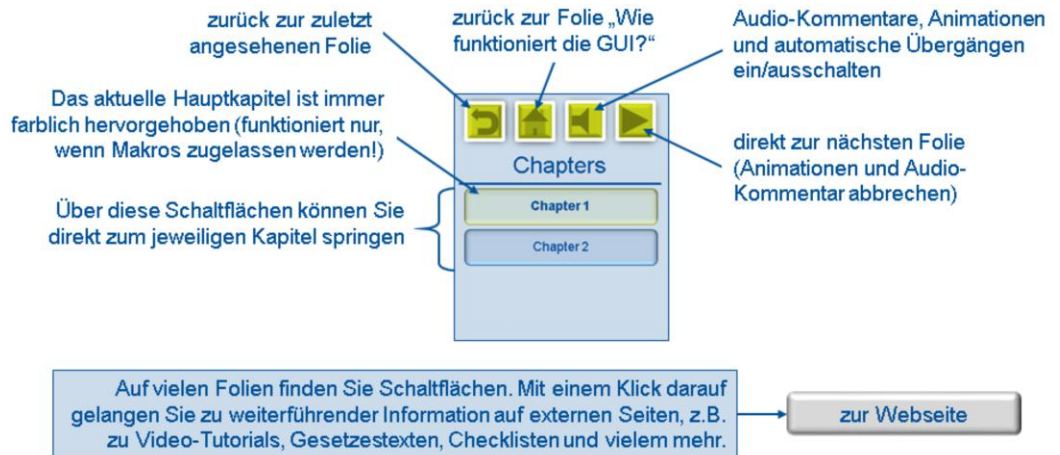 zurück zur zuletzt
angesehenen Folie
zurück zur Folie „Wie
funktioniert die GUI?“
Audio-Kommentare, Animationen
und automatische Übergängen
ein/ausschalten
Das aktuelle Hauptkapitel ist immer
farblich hervorgehoben (funktioniert nur,
wenn Makros zugelassen werden!)
direkt zur nächsten Folie
(Animationen und Audio-
Kommentar abbrechen)
Chapters
Chapter 1
Chapter 2
Über diese Schaltflächen können Sie
direkt zum jeweiligen Kapitel springen
Auf vielen Folien finden Sie Schaltflächen. Mit einem Klick darauf
gelangen Sie zu weiterführender Information auf externen Seiten, z.B.
zu Video-Tutorials, Gesetzestexten, Checklisten und vielem mehr.
zur Webseite